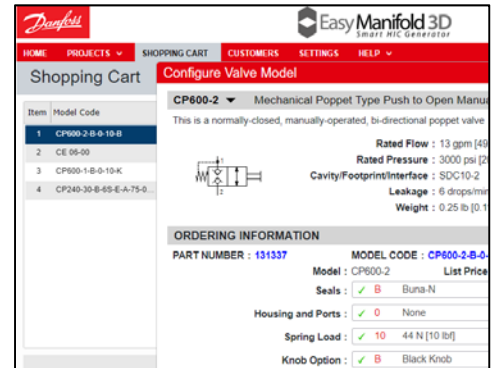 Danfoss
Easy Manifold 3D
Smart HIC Generator
HOME PROJECTS SHOPPING CART CUSTOMERS SETTINGS HELP
Shopping Cart
Configure Valve Model
CP600-2 Mechanical Poppet Type Push to Open Manua
This is a normally-closed, manually-operated, bi-directional poppet valve
Item Model Code
1 CP600-2-B-0-10-B
2 CE 06-00
3 CP600-1-B-0-10-K
4 CP240-30-B-6S-E-A-75-0...
Rated Flow : 13 gpm [49
Rated Pressure : 3000 psi [2
Cavity/Footprint/Interface : SDC10-2
Leakage : 6 drops/min
Weight : 0.25 lb [0.1
1
2
ORDERING INFORMATION
PART NUMBER : 131337 MODEL CODE : CP600-2-B-0-
Model : CP600-2 List Price
Seals : ✓ B Buna-N
Housing and Ports : ✓ 0 None
Spring Load : ✓ 10 44 N [10 lbf]
Knob Option : ✓ B Black Knob